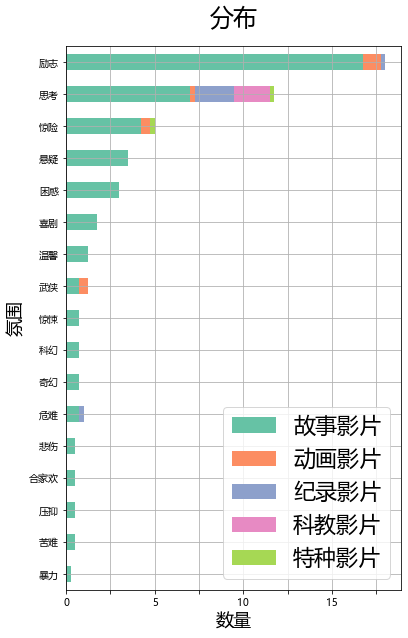 分布
励志
思考
惊险
悬疑
困惑
喜剧
温馨
武侠
惊悚
科幻
奇幻
危难
悲伤
合家欢
压抑
苦难
暴力
氛围
故事影片
动画影片
纪录影片
科教影片
特种影片
0 5 10 15
数量